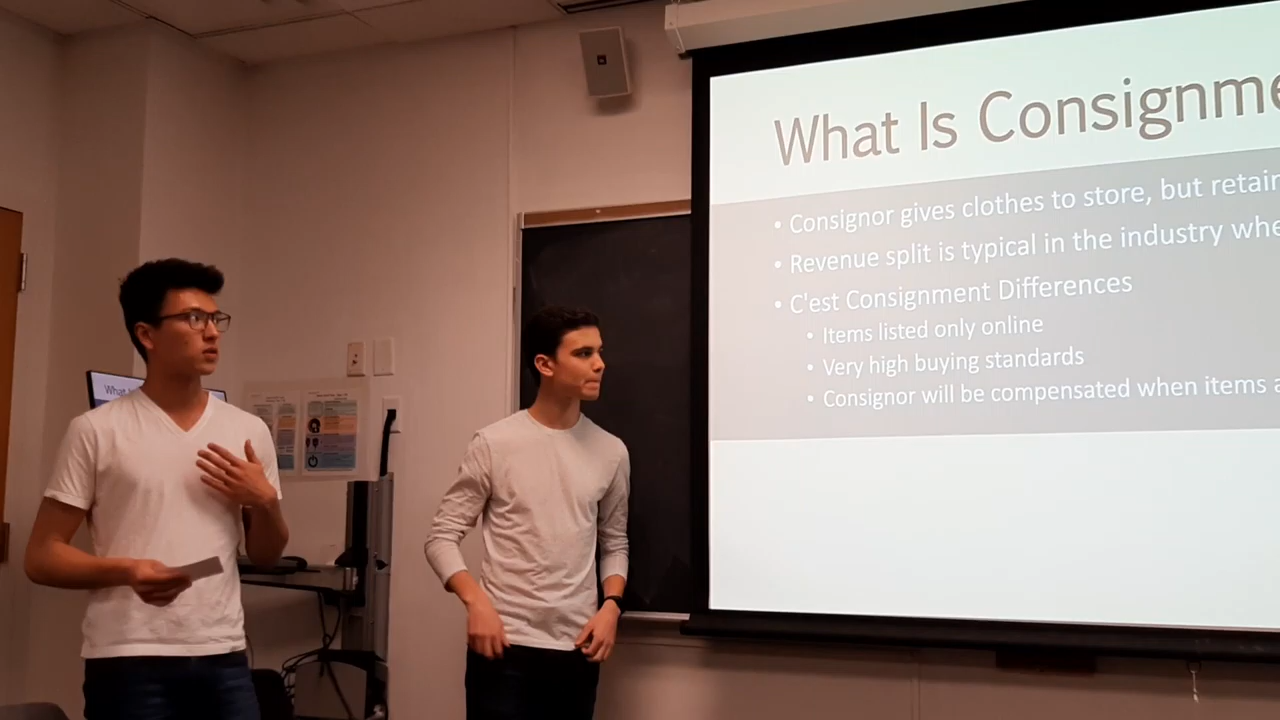 What Is Consignme
• Consignor gives clothes to store, but retain
• Revenue split is typical in the industry whe
• C'est Consignment Differences
• Items listed only online
• Very high buying standards
• Consignor will be compensated when items a
What